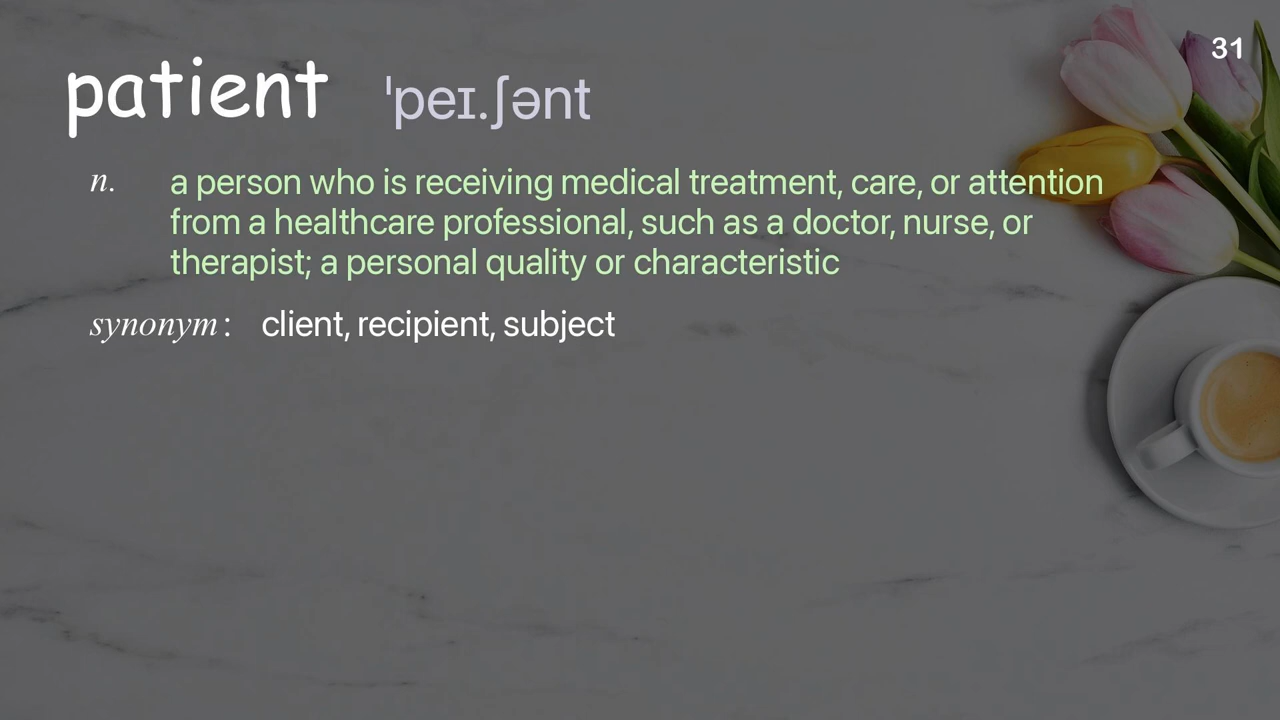 31
patient ˈpeɪ.ʃənt
n. a person who is receiving medical treatment, care, or attention
from a healthcare professional, such as a doctor, nurse, or
therapist; a personal quality or characteristic
synonym: client, recipient, subject